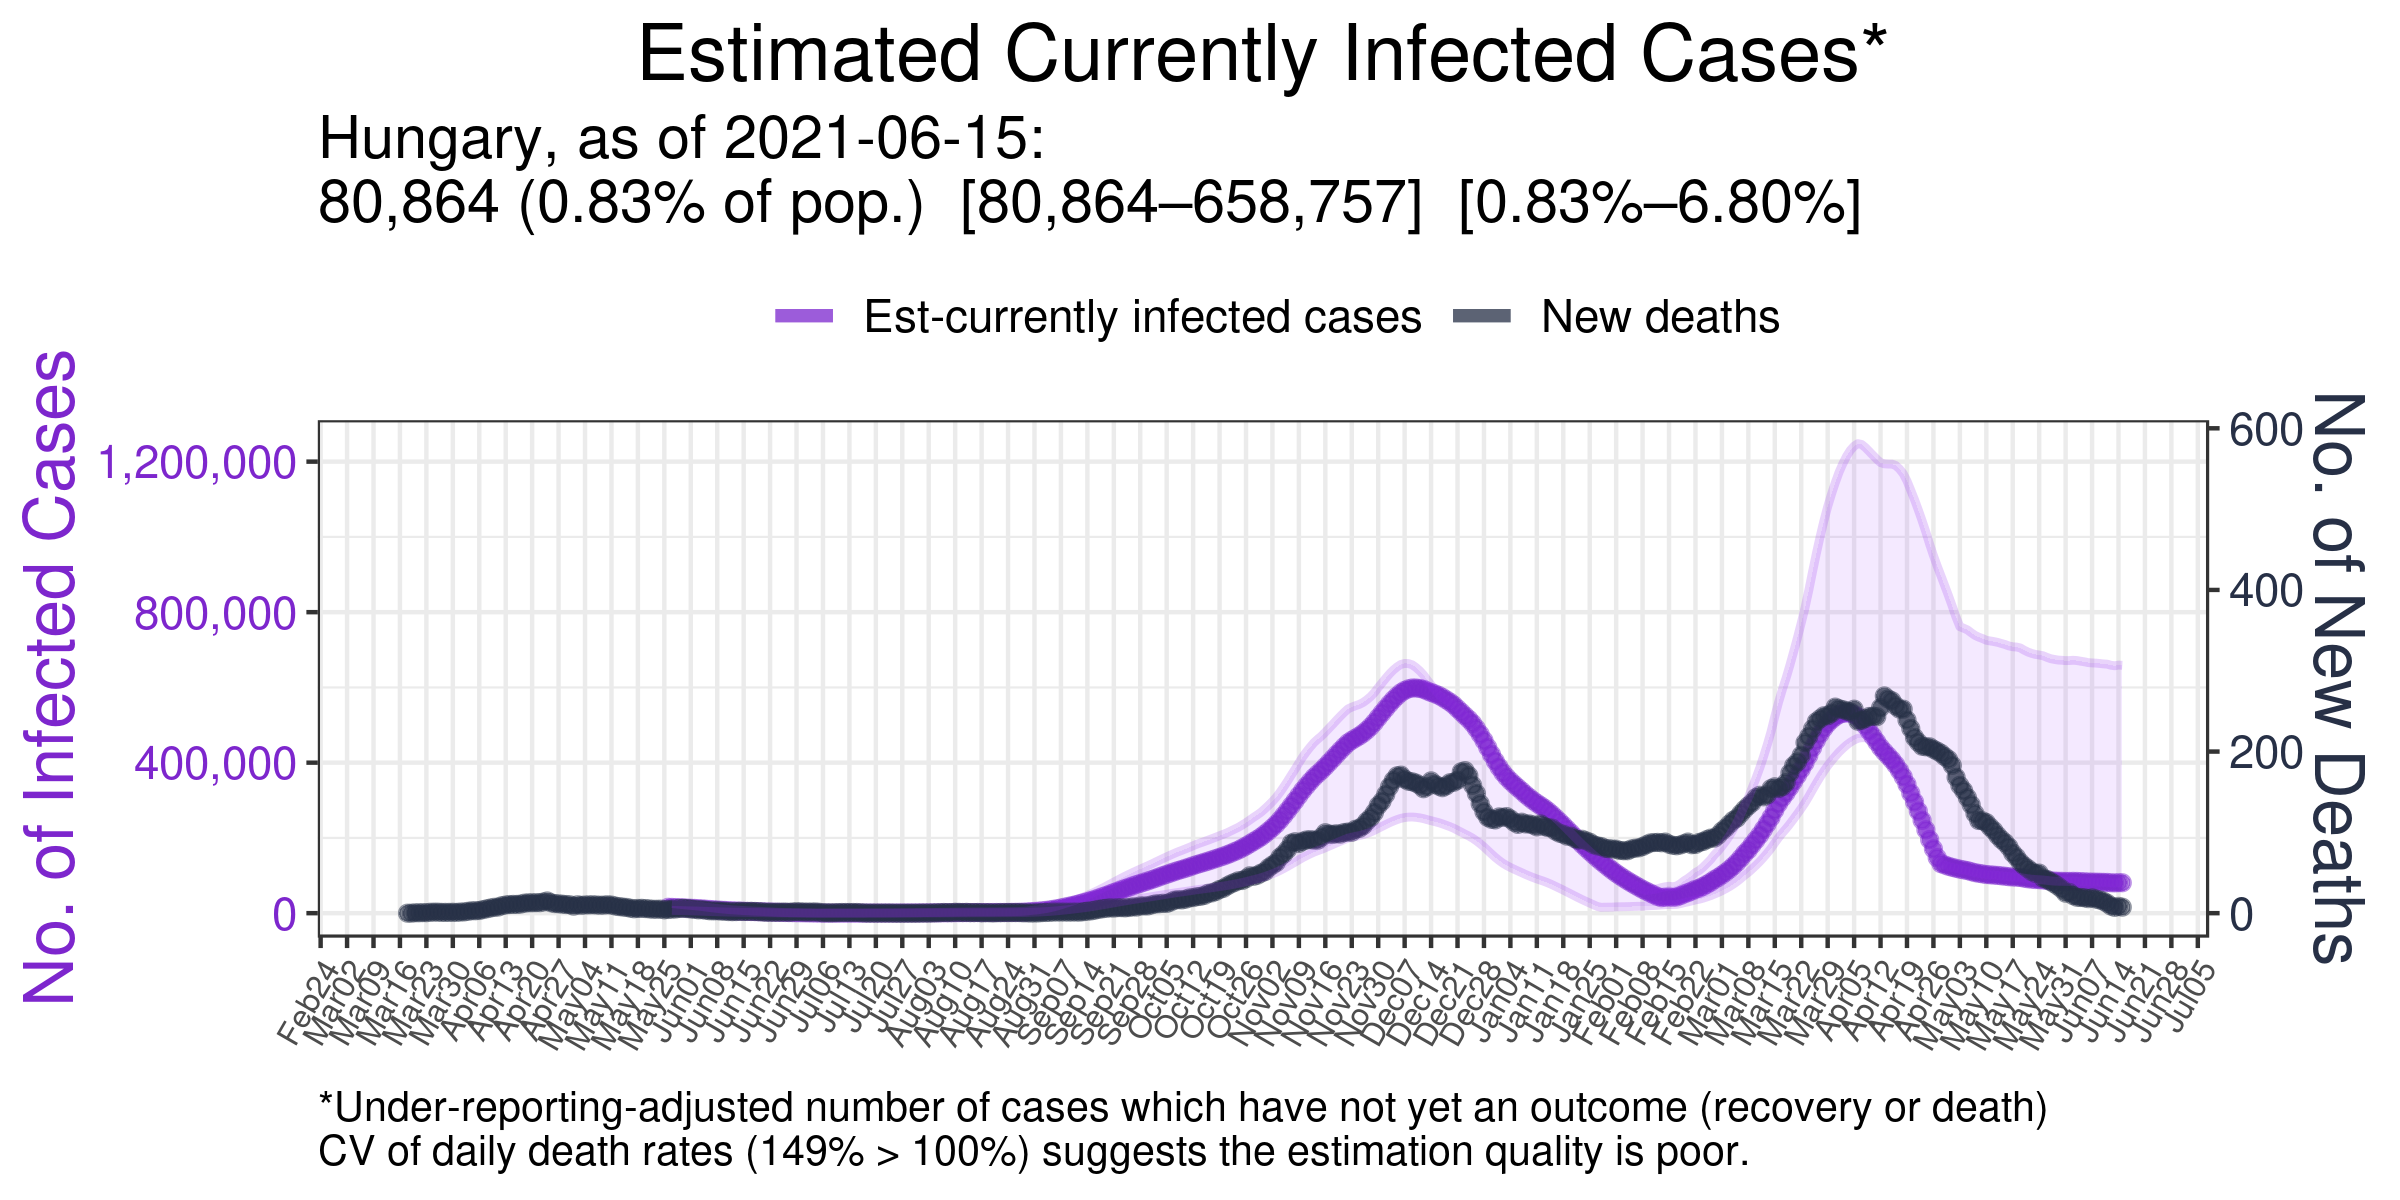 Estimated Currently Infected Cases*
Hungary, as of 2021-06-15:
80,864 (0.83% of pop.)  [80,864–658,757]  [0.83%–6.80%]
Est-currently infected cases
New deaths
No. of Infected Cases
1,200,000
800,000
400,000
0
600
400
200
0
No. of New Deaths
Feb24
Mar02
Mar09
Mar16
Mar23
Mar30
Apr06
Apr13
Apr20
Apr27
May04
May11
May18
May25
Jun01
Jun08
Jun15
Jun22
Jun29
Jul06
Jul13
Jul20
Jul27
Aug03
Aug10
Aug17
Aug24
Aug31
Sep07
Sep14
Sep21
Sep28
Oct05
Oct12
Oct19
Oct26
Nov02
Nov09
Nov16
Nov23
Nov30
Dec07
Dec14
Dec21
Dec28
Jan04
Jan11
Jan18
Jan25
Feb01
Feb08
Feb15
Feb22
Mar01
Mar08
Mar15
Mar22
Mar29
Apr05
Apr12
Apr19
Apr26
May03
May10
May17
May24
May31
Jun07
Jun14
Jun21
Jun28
Jul05
*Under-reporting-adjusted number of cases which have not yet an outcome (recovery or death)
CV of daily death rates (149% > 100%) suggests the estimation quality is poor.